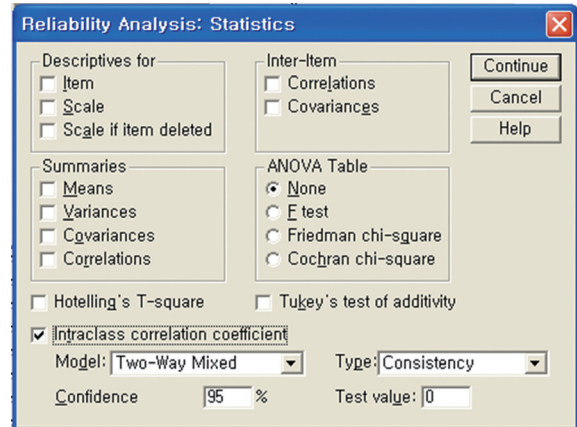 Reliability Analysis: Statistics
Descriptives for
Item
Scale
Scale if item deleted
Inter-Item
Correlations
Covariances
Continue
Cancel
Help
Summaries
Means
Variances
Covariances
Correlations
ANOVA Table
None
F test
Friedman chi-square
Cochran chi-square
Hotelling's T-square
Tukey's test of additivity
Intraclass correlation coefficient
Model: Two-Way Mixed
Type: Consistency
Confidence 95 %
Test value: 0